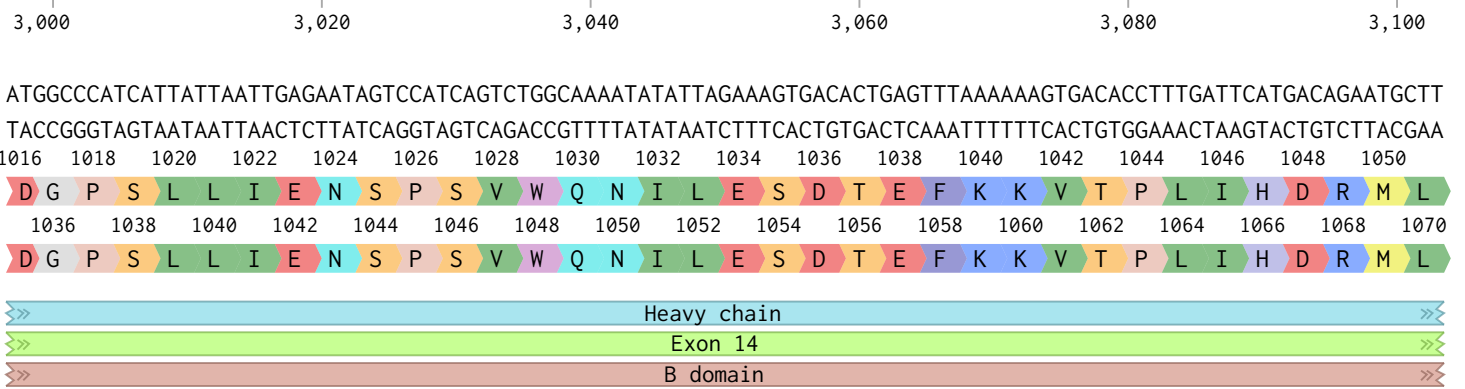 3,000 3,020 3,040 3,060 3,080 3,100
ATGGCCCATCATTATTAATTGAGAATAGTCCATCAGTCTGGCAAAATATATTAGAAAGTGACACTGAGTTTAAAAAAGTGACACCTTTGATTCATGACAGAATGCTT
TACCGGGTAGTAATAATTAACTCTTATCAGGTAGTCAGACCGTTTTATATAATCTTTCACTGTGACTCAAATTTTTTCACTGTGGAAACTAAGTACTGTCTTACGAA
1016 1018 1020 1022 1024 1026 1028 1030 1032 1034 1036 1038 1040 1042 1044 1046 1048 1050
D G P S L L I E N S P S V W Q N I L E S D T E F K K V T P L I H D R M L
1036 1038 1040 1042 1044 1046 1048 1050 1052 1054 1056 1058 1060 1062 1064 1066 1068 1070
D G P S L L I E N S P S V W Q N I L E S D T E F K K V T P L I H D R M L
Heavy chain
Exon 14
B domain